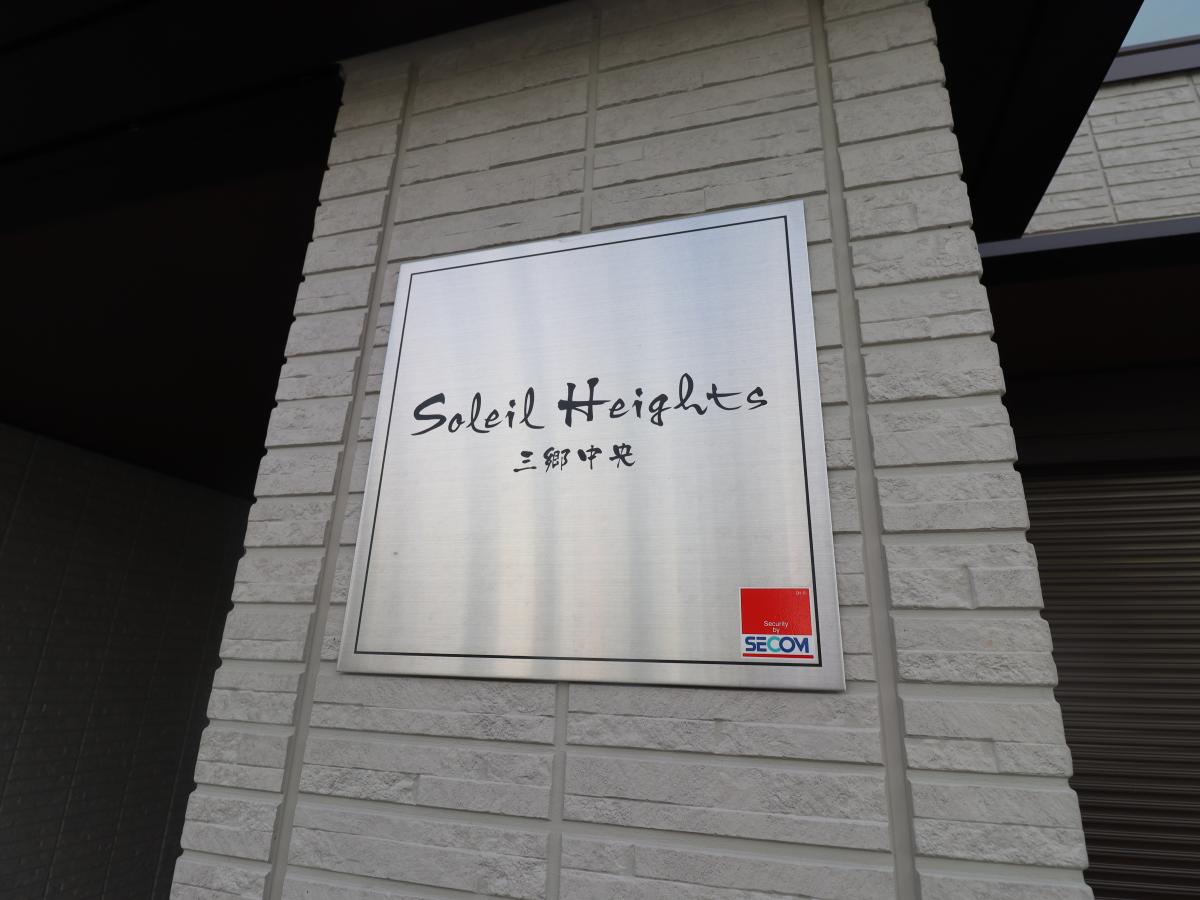 Soleil Heights
三郷中央
Security
by
SECOM